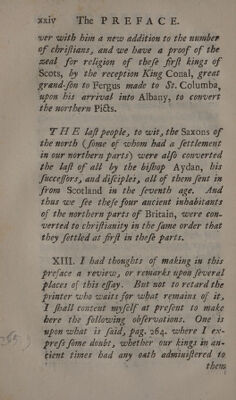 xxiv The PREFACE.
ver with him a new addition to the number
of chriſtians, and we have a proof of the
zeal for religion of theſe firſt kings of
Scots, by the reception King Conal, great
grand-ſon to Fergus made to St. Columba,
upon his arrival into Albany, to convert
the northern Picts.
THE laſt people, to wit, the Saxons of
the north (ſome of whom had a ſettlement
in our northern parts) were alſo converted
the laſt of all by the biſhop Aydan, his
ſucceſſors, and diſciples, all of them ſent in
from Scotland in the ſeventh age. And
thus we ſee theſe four ancient inhabitants
of the northern parts of Britain, were con-
verted to chriſtianity in the ſame order that
they ſettled at firſt in theſe parts.
XIII. I had thoughts of making in this
preface a review, or remarks upon ſeveral
places of this eſſay. But not to retard the
printer who waits for what remains of it,
I ſhall content myſelf at preſent to make
here the following obſervations. One is
upon what is ſaid, pag. 264. where I ex-
preſs ſome doubt, whether our kings in an-
cient times had any oath adminiſtered to
them